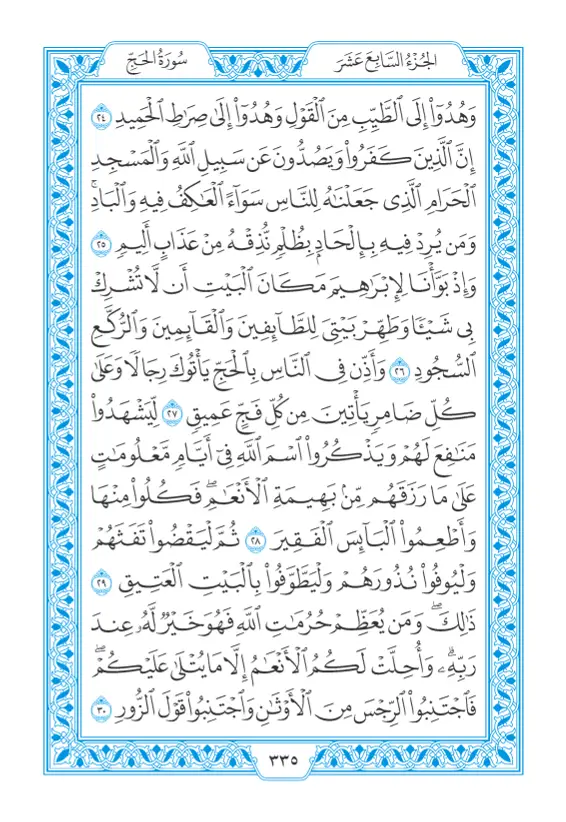 الجُزْءُ السَّابِعَ عَشَرَ
سُورَةُ الحَجِّ
وَهُدُوٓا۟ إِلَى ٱلطَّيِّبِ مِنَ ٱلْقَوْلِ وَهُدُوٓا۟ إِلَىٰ صِرَٰطِ ٱلْحَمِيدِ ٢٤
إِنَّ ٱلَّذِينَ كَفَرُوا۟ وَيَصُدُّونَ عَن سَبِيلِ ٱللَّهِ وَٱلْمَسْجِدِ
ٱلْحَرَامِ ٱلَّذِى جَعَلْنَٰهُ لِلنَّاسِ سَوَآءً ٱلْعَٰكِفُ فِيهِ وَٱلْبَادِ ۚ
وَمَن يُرِدْ فِيهِ بِإِلْحَادٍۭ بِظُلْمٍ نُّذِقْهُ مِنْ عَذَابٍ أَلِيمٍ ٢٥
وَإِذْ بَوَّأْنَا لِإِبْرَٰهِيمَ مَكَانَ ٱلْبَيْتِ أَن لَّا تُشْرِكْ
بِى شَيْـًٔا وَطَهِّرْ بَيْتِىَ لِلطَّآئِفِينَ وَٱلْقَآئِمِينَ وَٱلرُّكَّعِ
ٱلسُّجُودِ ٢٦ وَأَذِّن فِى ٱلنَّاسِ بِٱلْحَجِّ يَأْتُوكَ رِجَالًا وَعَلَىٰ
كُلِّ ضَامِرٍ يَأْتِينَ مِن كُلِّ فَجٍّ عَمِيقٍ ٢٧ لِّيَشْهَدُوا۟
مَنَٰفِعَ لَهُمْ وَيَذْكُرُوا۟ ٱسْمَ ٱللَّهِ فِىٓ أَيَّامٍ مَّعْلُومَٰتٍ
عَلَىٰ مَا رَزَقَهُم مِّنۢ بَهِيمَةِ ٱلْأَنْعَٰمِ ۖ فَكُلُوا۟ مِنْهَا
وَأَطْعِمُوا۟ ٱلْبَآئِسَ ٱلْفَقِيرَ ٢٨ ثُمَّ لْيَقْضُوا۟ تَفَثَهُمْ
وَلْيُوفُوا۟ نُذُورَهُمْ وَلْيَطَّوَّفُوا۟ بِٱلْبَيْتِ ٱلْعَتِيقِ ٢٩
ذَٰلِكَ ۖ وَمَن يُعَظِّمْ حُرُمَٰتِ ٱللَّهِ فَهُوَ خَيْرٌ لَّهُۥ عِندَ
رَبِّهِۦ ۗ وَأُحِلَّتْ لَكُمُ ٱلْأَنْعَٰمُ إِلَّا مَا يُتْلَىٰ عَلَيْكُمْ ۖ
فَٱجْتَنِبُوا۟ ٱلرِّجْسَ مِنَ ٱلْأَوْثَٰنِ وَٱجْتَنِبُوا۟ قَوْلَ ٱلزُّورِ ٣٠
٣٣٥